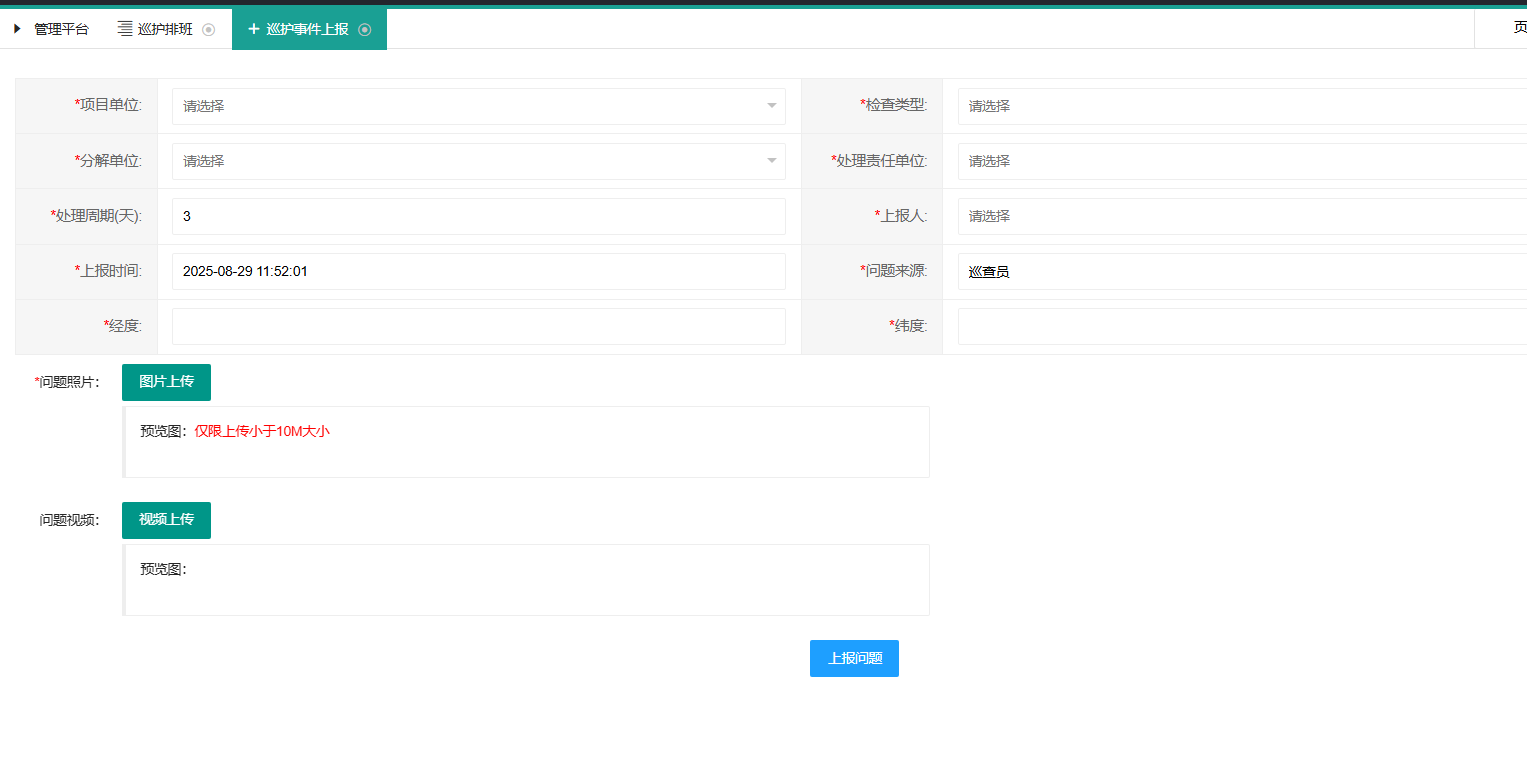 管理平台 巡护排班 巡护事件上报 页
*项目单位: 请选择 *检查类型: 请选择
*分解单位: 请选择 *处理责任单位: 请选择
*处理周期(天): 3 *上报人: 请选择
*上报时间: 2025-08-29 11:52:01 *问题来源: 巡查员
*经度: *纬度:
*问题照片: 图片上传
预览图: 仅限上传小于10M大小
问题视频: 视频上传
预览图:
上报问题